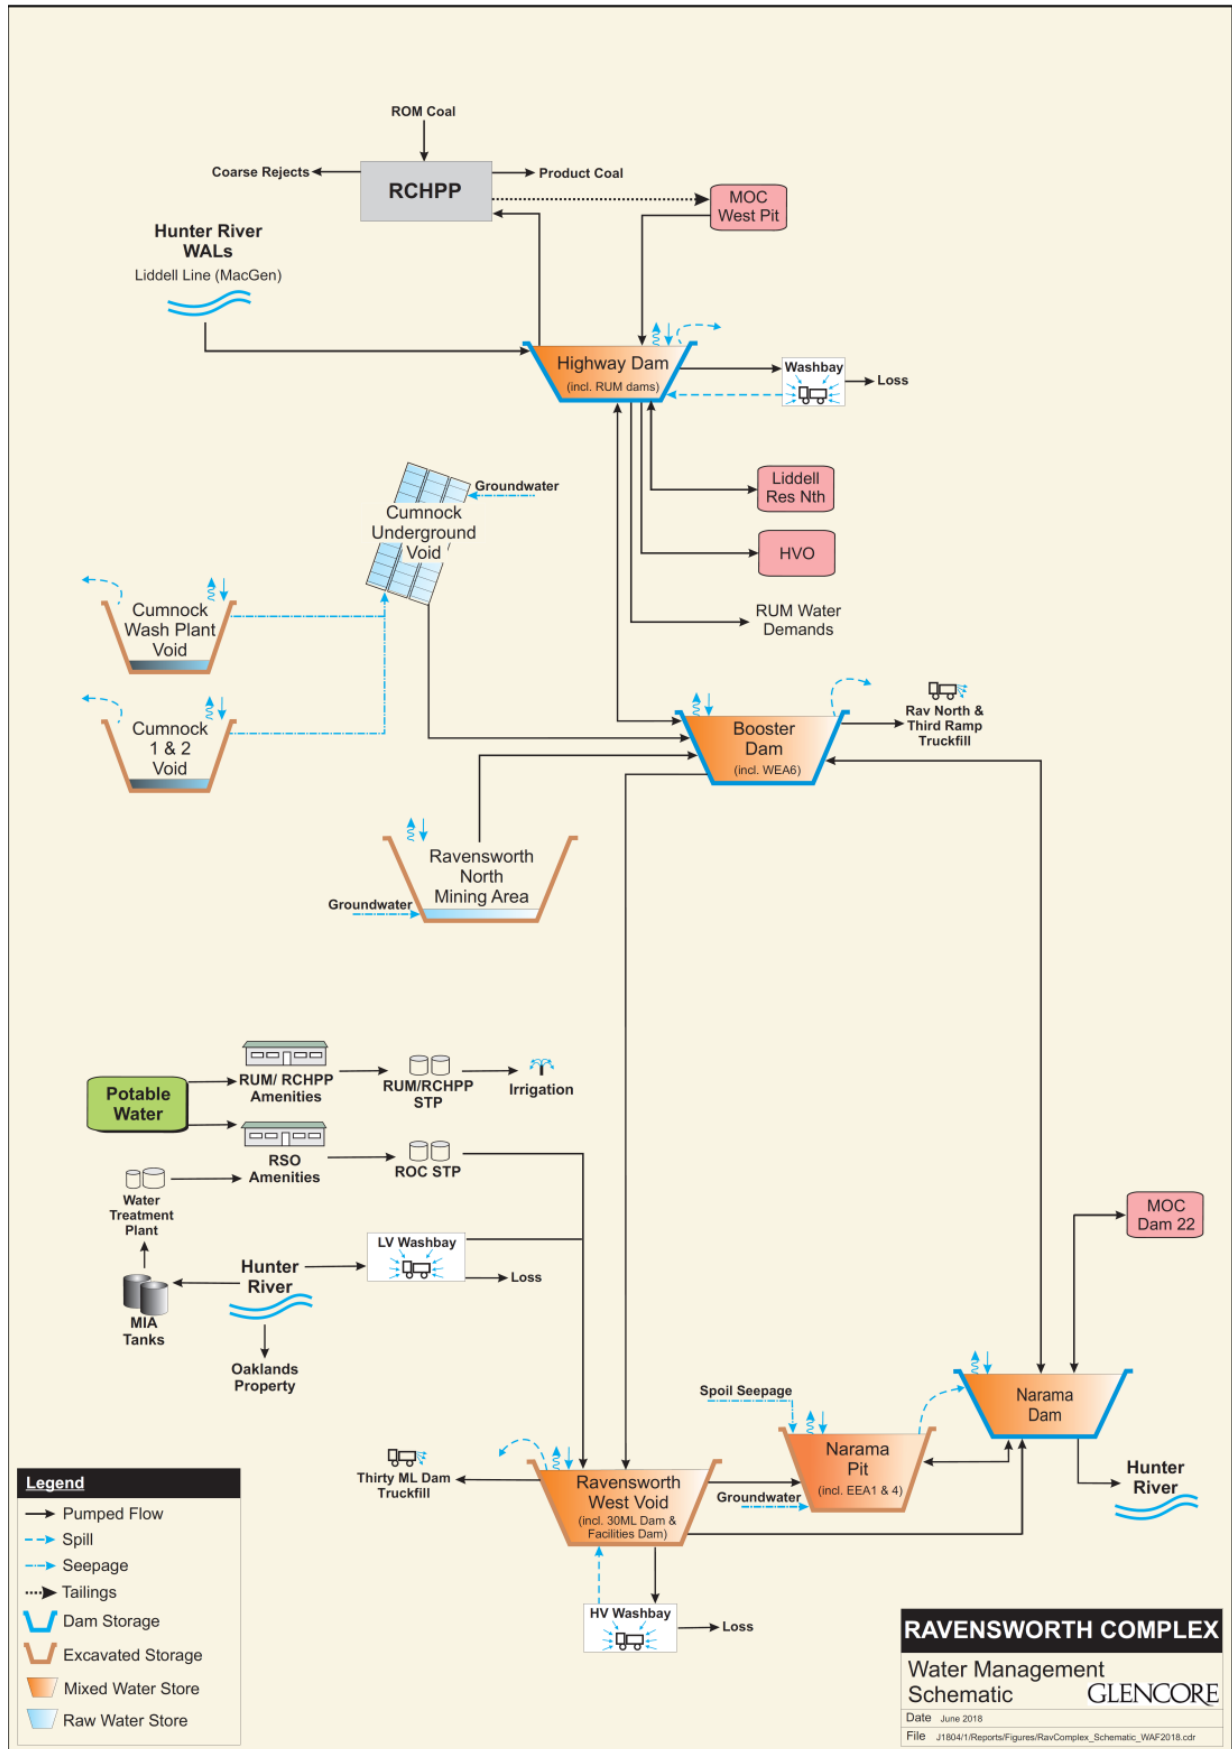 ROM Coal
Coarse Rejects
RCHPP
Product Coal
MOC
West Pit
Hunter River
WALs
Liddell Line (MacGen)
Highway Dam
(incl. RUM dams)
Washbay
Loss
Groundwater
Cumnock
Underground
Void
Liddell
Res Nth
HVO
RUM Water
Demands
Cumnock
Wash Plant
Void
Cumnock
1 & 2
Void
Booster
Dam
(incl. WEA6)
Rav North &
Third Ramp
Truckfill
Ravensworth
North
Mining Area
Groundwater
Potable
Water
RUM/ RCHPP
Amenities
RUM/RCHPP
STP
Irrigation
RSO
Amenities
ROC STP
Water
Treatment
Plant
LV Washbay
Loss
Hunter
River
MIA
Tanks
Oaklands
Property
MOC
Dam 22
Spoil Seepage
Narama
Dam
Narama
Pit
(incl. EEA1 & 4)
Groundwater
Hunter
River
Thirty ML Dam
Truckfill
Ravensworth
West Void
(incl. 30ML Dam &
Facilities Dam)
HV Washbay
Loss
Legend
Pumped Flow
Spill
Seepage
Tailings
Dam Storage
Excavated Storage
Mixed Water Store
Raw Water Store
RAVENSWORTH COMPLEX
Water Management
Schematic
GLENCORE
Date June 2018
File J1804/1/Reports/Figures/RavComplex_Schematic_WAF2018.cdr